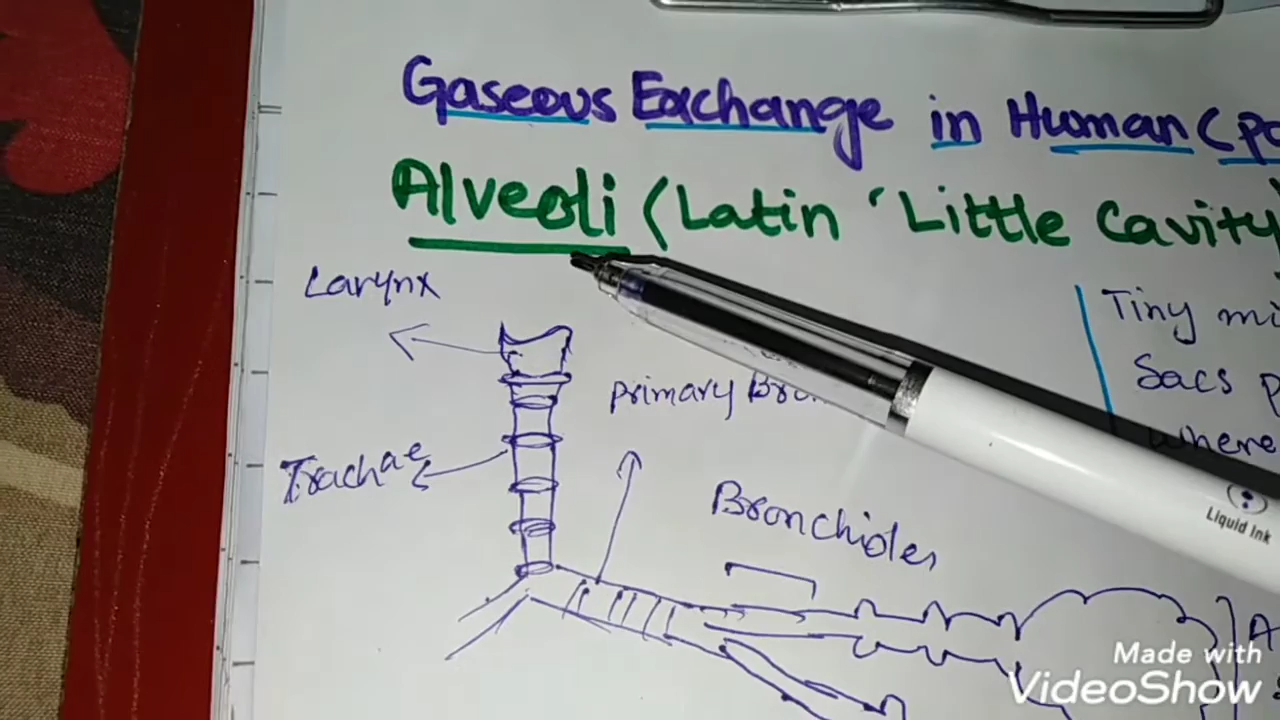 Gaseous Exchange in Human (
Alveoli (Latin 'Little Cavity
Larynx
Tiny
Sacs
where
Primary
Trachae
Bronchioles
Liquid Ink
Made with
VideoShow